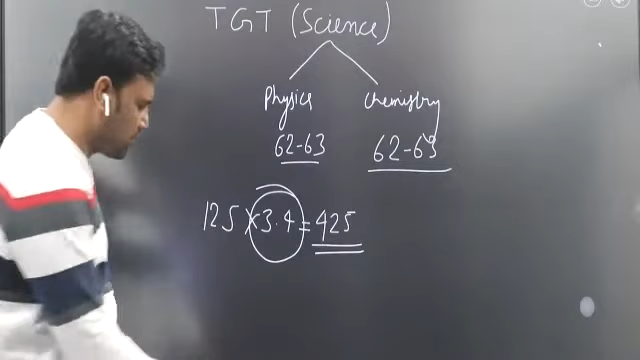 TGT (Science)
Physics Chemistry
62-63 62-63
125 × 3.4 = 425